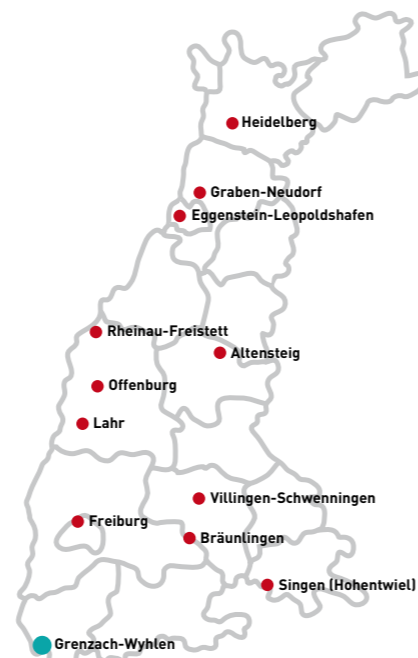 Heidelberg
Graben-Neudorf
Eggenstein-Leopoldshafen
Rheinau-Freistett
Altensteig
Offenburg
Lahr
Villingen-Schwenningen
Freiburg
Bräunlingen
Singen (Hohentwiel)
Grenzach-Wyhlen